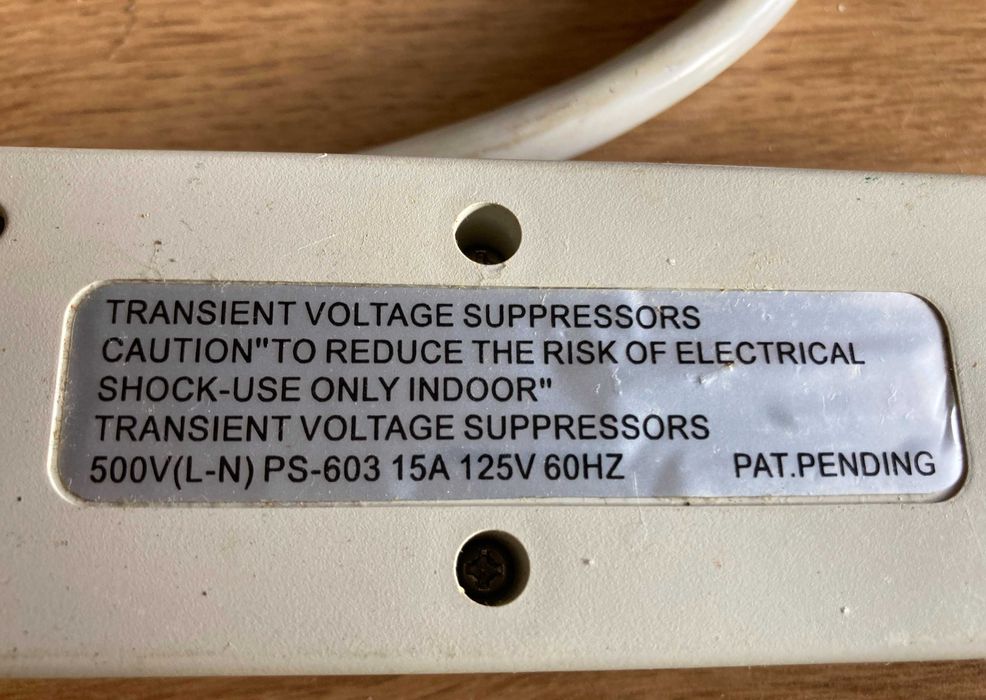 TRANSIENT VOLTAGE SUPPRESSORS
CAUTION"TO REDUCE THE RISK OF ELECTRICAL
SHOCK-USE ONLY INDOOR"
TRANSIENT VOLTAGE SUPPRESSORS
500V(L-N) PS-603 15A 125V 60HZ PAT.PENDING